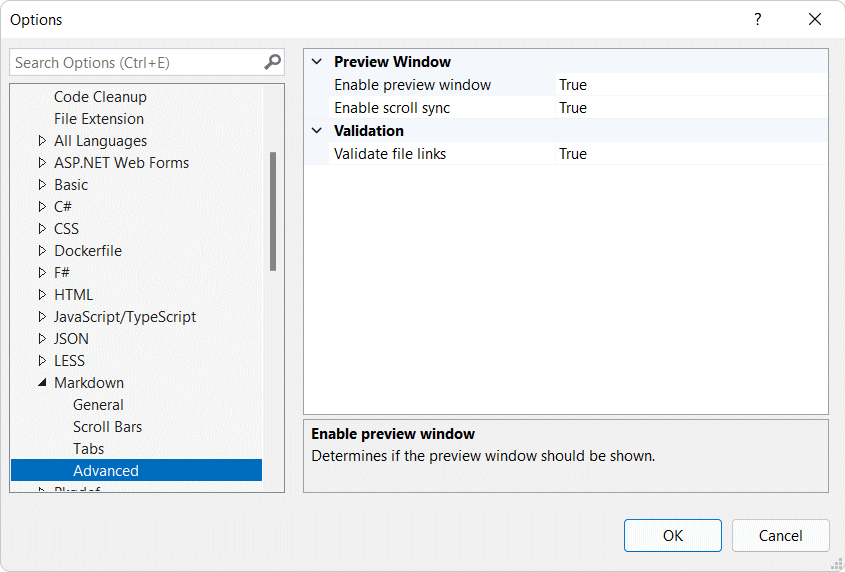 Options
?
Search Options (Ctrl+E)
Code Cleanup
File Extension
All Languages
ASP.NET Web Forms
Basic
C#
CSS
Dockerfile
F#
HTML
JavaScript/TypeScript
JSON
LESS
Markdown
General
Scroll Bars
Tabs
Advanced
Preview Window
Enable preview window True
Enable scroll sync True
Validation
Validate file links True
Enable preview window
Determines if the preview window should be shown.
OK
Cancel